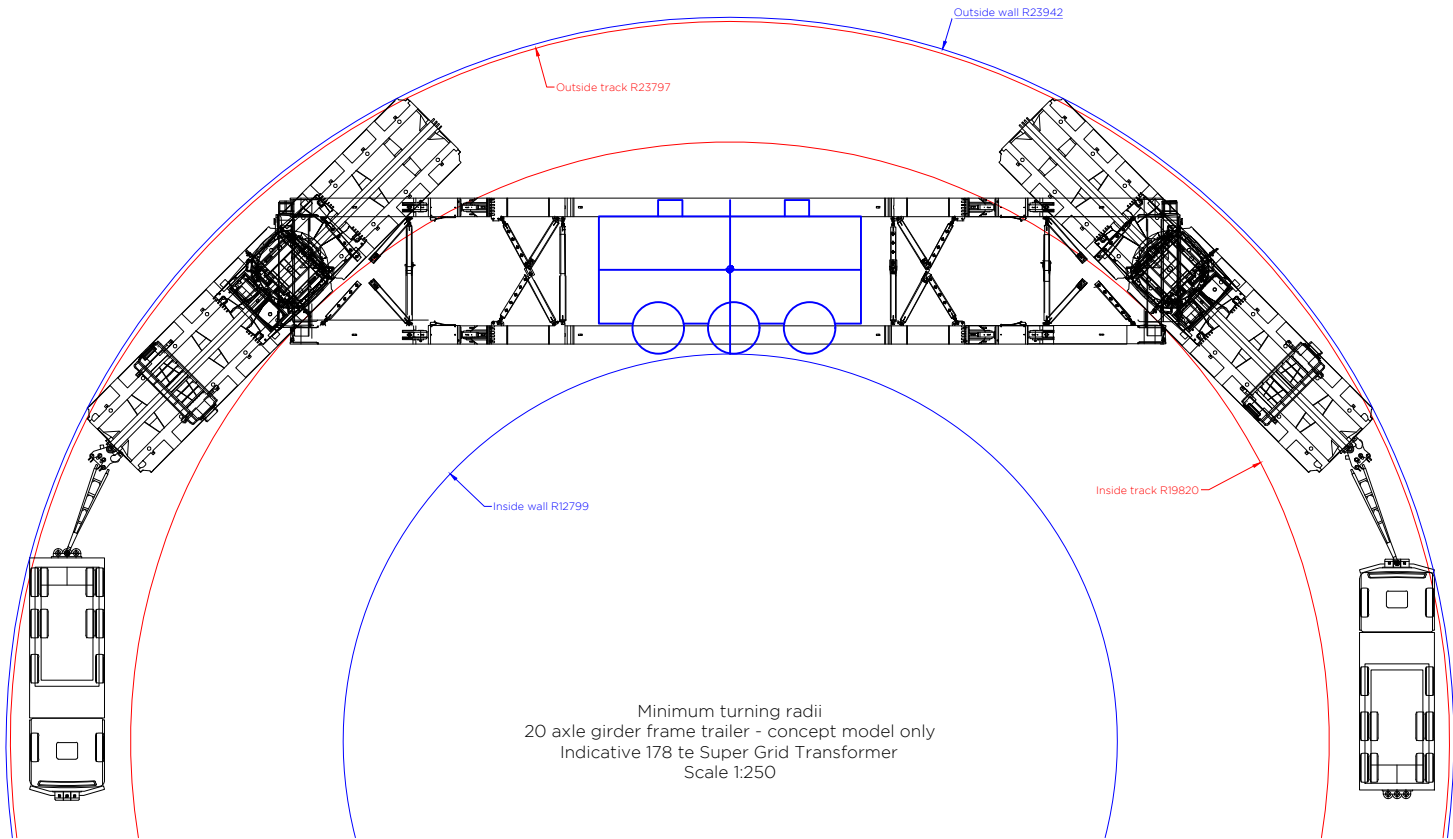 Outside wall R23942
Outside track R23797
Inside wall R12799
Inside track R19820
Minimum turning radii
20 axle girder frame trailer - concept model only
Indicative 178 te Super Grid Transformer
Scale 1:250